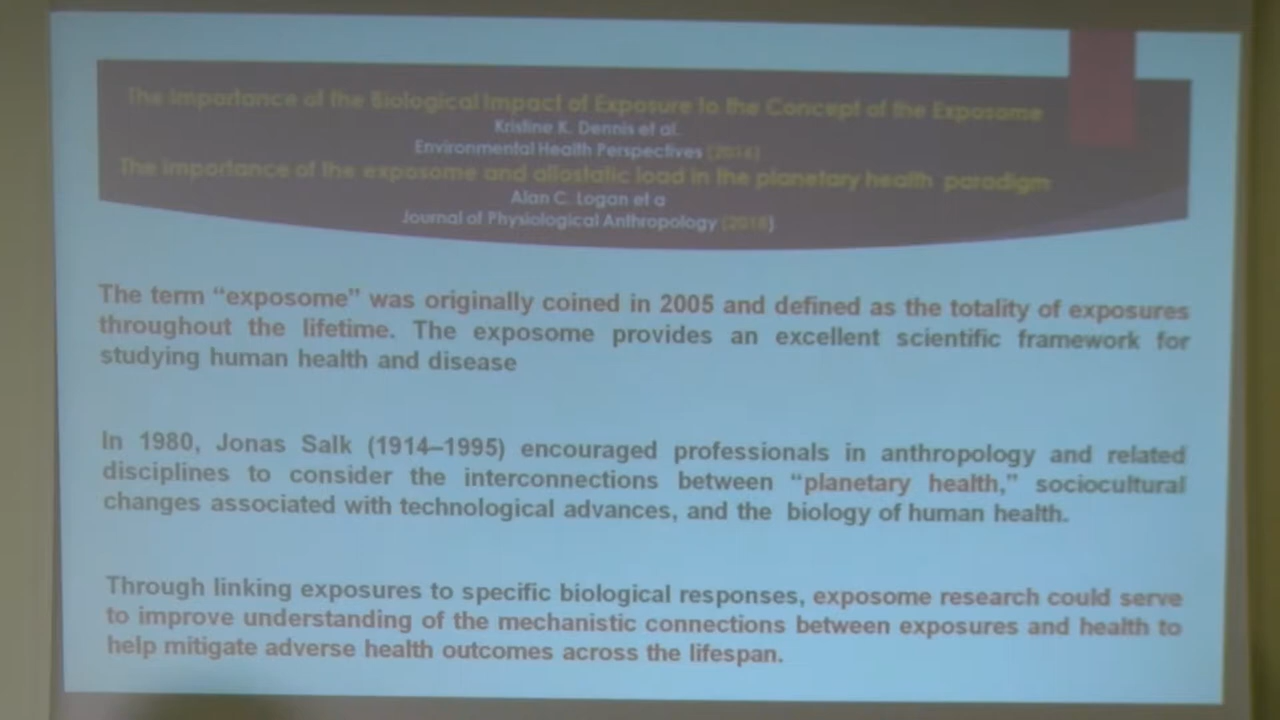 The Importance of the Biological Impact of Exposure to the Concept of the Exposome
Kristine K. Dennis et al.
Environmental Health Perspectives
The importance of the exposome and allostatic load in the planetary health paradigm
Alan C. Logan et a
Journal of Physiological Anthropology (2018)
The term “exposome” was originally coined in 2005 and defined as the totality of exposures
throughout the lifetime. The exposome provides an excellent scientific framework for
studying human health and disease
In 1980, Jonas Salk (1914–1995) encouraged professionals in anthropology and related
disciplines to consider the interconnections between “planetary health,” sociocultural
changes associated with technological advances, and the biology of human health.
Through linking exposures to specific biological responses, exposome research could serve
to improve understanding of the mechanistic connections between exposures and health to
help mitigate adverse health outcomes across the lifespan.